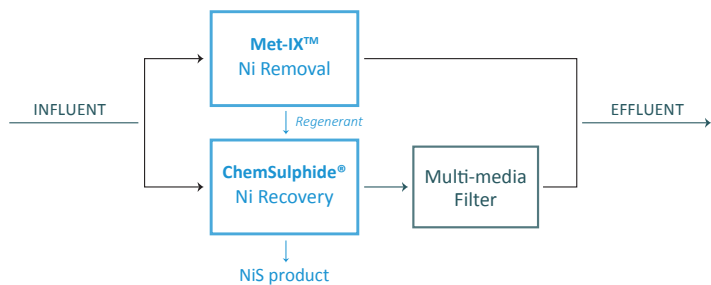 Met-IX™
Ni Removal
INFLUENT
EFFLUENT
Regenerant
ChemSulphide®
Ni Recovery
Multi-media
Filter
NiS product